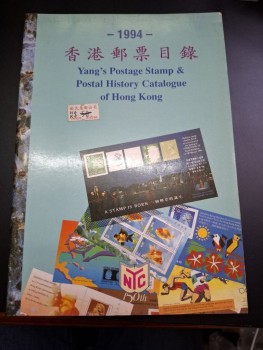 – 1994 –
香港郵票目錄
Yang's Postage Stamp &
Postal History Catalogue
of Hong Kong
A STAMP IS BORN
150th